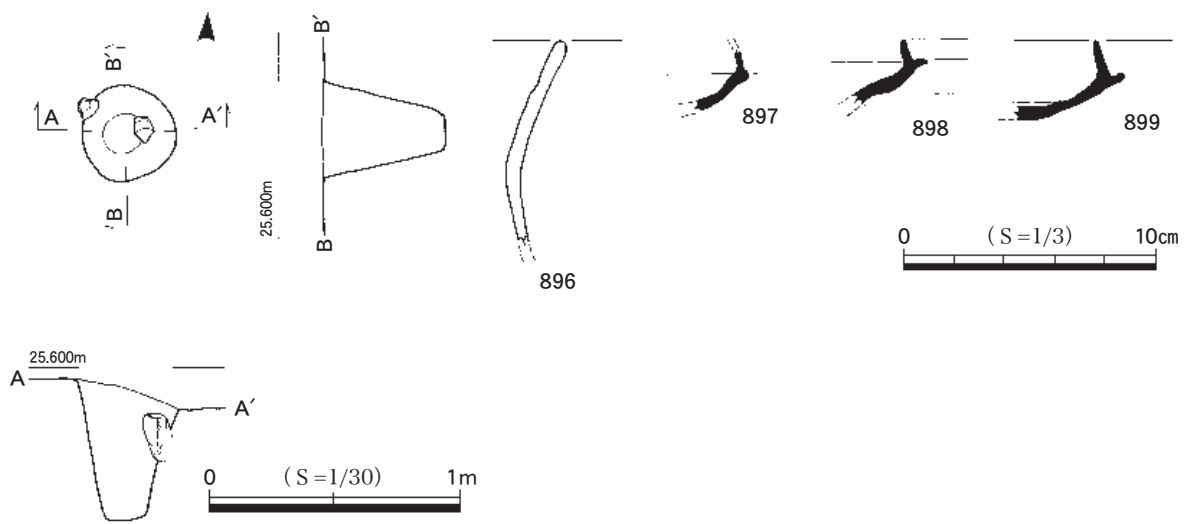 B′
A
A′
B
B′
25.600m
B
896
897
898
899
0 (S=1/3) 10cm
25.600m
A
A′
0 (S=1/30) 1m